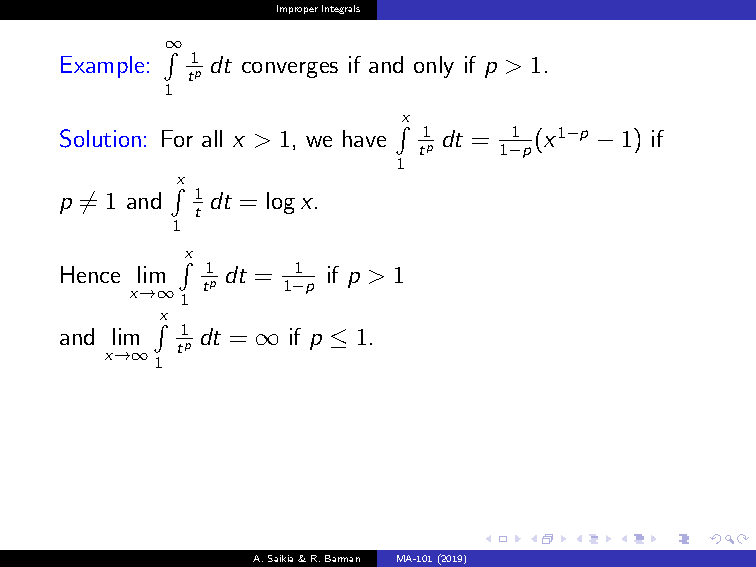 Improper Integrals
Example: ∫₁^∞ 1/t^p dt converges if and only if p > 1.
Solution: For all x > 1, we have ∫₁^x 1/t^p dt = 1/(1−p) (x^{1−p} − 1) if
p ≠ 1 and ∫₁^x 1/t dt = log x.
Hence lim_{x→∞} ∫₁^x 1/t^p dt = 1/(1−p) if p > 1
and lim_{x→∞} ∫₁^x 1/t^p dt = ∞ if p ≤ 1.
A. Saikia & R. Barman MA-101 (2019)